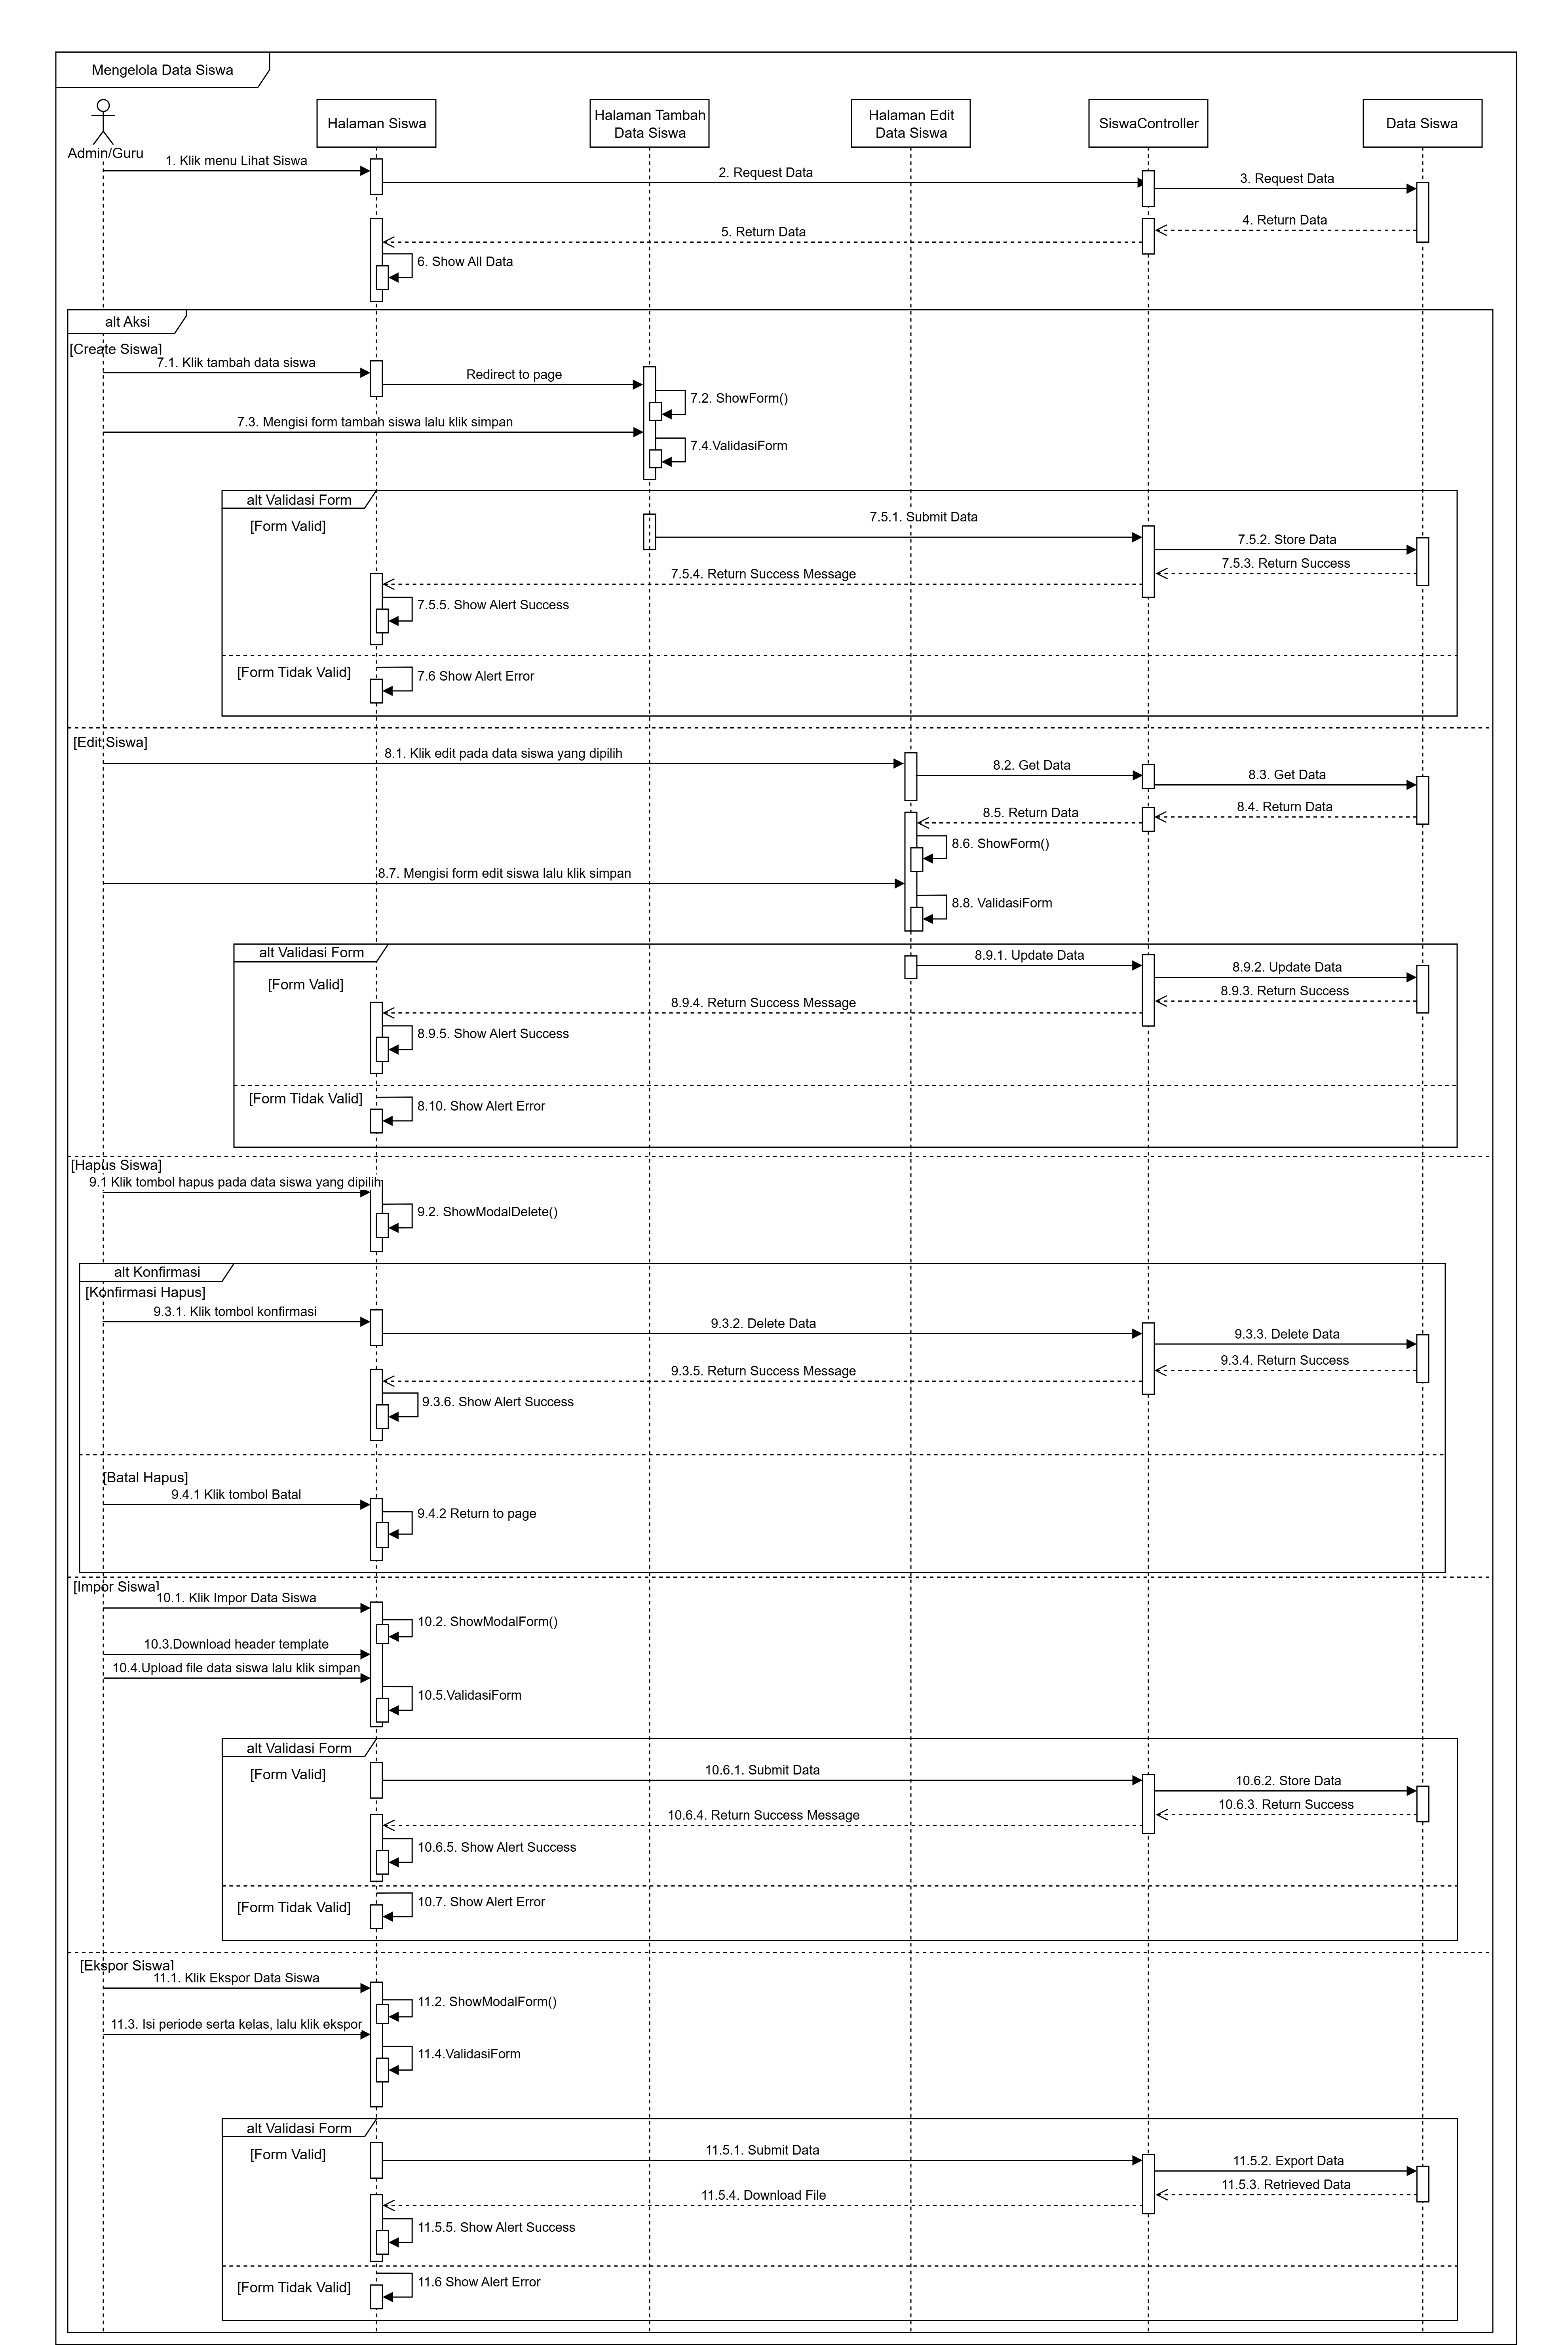 Mengelola Data Siswa
Admin/Guru
Halaman Siswa
Halaman Tambah
Data Siswa
Halaman Edit
Data Siswa
SiswaController
Data Siswa
1. Klik menu Lihat Siswa
2. Request Data
3. Request Data
4. Return Data
5. Return Data
6. Show All Data
alt Aksi
[Create Siswa]
7.1. Klik tambah data siswa
Redirect to page
7.2. ShowForm()
7.3. Mengisi form tambah siswa lalu klik simpan
7.4.ValidasiForm
alt Validasi Form
[Form Valid]
7.5.1. Submit Data
7.5.2. Store Data
7.5.3. Return Success
7.5.4. Return Success Message
7.5.5. Show Alert Success
[Form Tidak Valid]
7.6 Show Alert Error
[Edit Siswa]
8.1. Klik edit pada data siswa yang dipilih
8.2. Get Data
8.3. Get Data
8.4. Return Data
8.5. Return Data
8.6. ShowForm()
8.7. Mengisi form edit siswa lalu klik simpan
8.8. ValidasiForm
alt Validasi Form
[Form Valid]
8.9.1. Update Data
8.9.2. Update Data
8.9.3. Return Success
8.9.4. Return Success Message
8.9.5. Show Alert Success
[Form Tidak Valid]
8.10. Show Alert Error
[Hapus Siswa]
9.1 Klik tombol hapus pada data siswa yang dipilih
9.2. ShowModalDelete()
alt Konfirmasi
[Konfirmasi Hapus]
9.3.1. Klik tombol konfirmasi
9.3.2. Delete Data
9.3.3. Delete Data
9.3.4. Return Success
9.3.5. Return Success Message
9.3.6. Show Alert Success
[Batal Hapus]
9.4.1 Klik tombol Batal
9.4.2 Return to page
[Impor Siswa]
10.1. Klik Impor Data Siswa
10.2. ShowModalForm()
10.3.Download header template
10.4.Upload file data siswa lalu klik simpan
10.5.ValidasiForm
alt Validasi Form
[Form Valid]
10.6.1. Submit Data
10.6.2. Store Data
10.6.3. Return Success
10.6.4. Return Success Message
10.6.5. Show Alert Success
[Form Tidak Valid]
10.7. Show Alert Error
[Ekspor Siswa]
11.1. Klik Ekspor Data Siswa
11.2. ShowModalForm()
11.3. Isi periode serta kelas, lalu klik ekspor
11.4.ValidasiForm
alt Validasi Form
[Form Valid]
11.5.1. Submit Data
11.5.2. Export Data
11.5.3. Retrieved Data
11.5.4. Download File
11.5.5. Show Alert Success
[Form Tidak Valid]
11.6 Show Alert Error